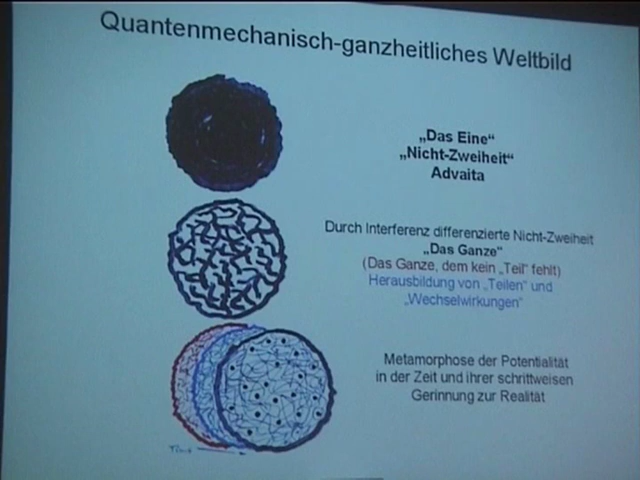 Quantenmechanisch-ganzheitliches Weltbild
„Das Eine“
„Nicht-Zweiheit“
Advaita
Durch Interferenz differenzierte Nicht-Zweiheit
„Das Ganze“
(Das Ganze, dem kein „Teil“ fehlt)
Herausbildung von „Teilen“ und
„Wechselwirkungen“
Metamorphose der Potentialität
in der Zeit und ihrer schrittweisen
Gerinnung zur Realität
Time